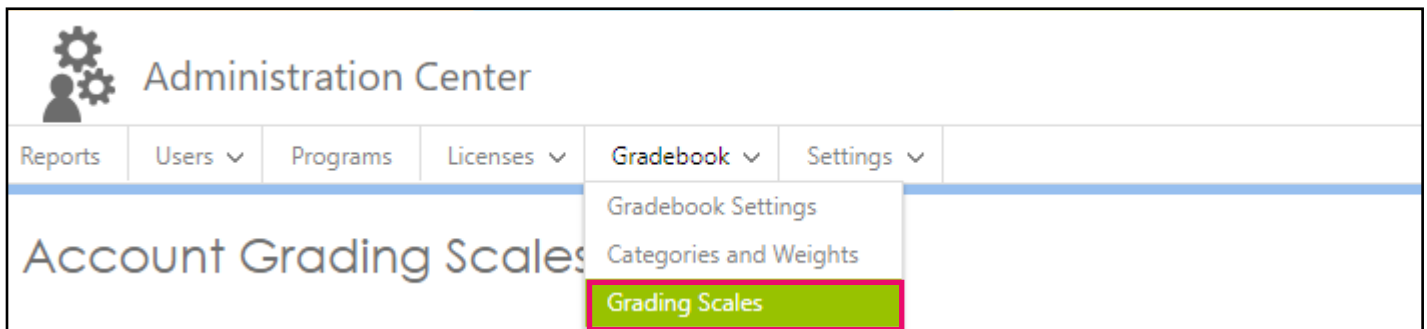 Administration Center
Reports Users Programs Licenses Gradebook Settings
Gradebook Settings
Account Grading Scales
Categories and Weights
Grading Scales